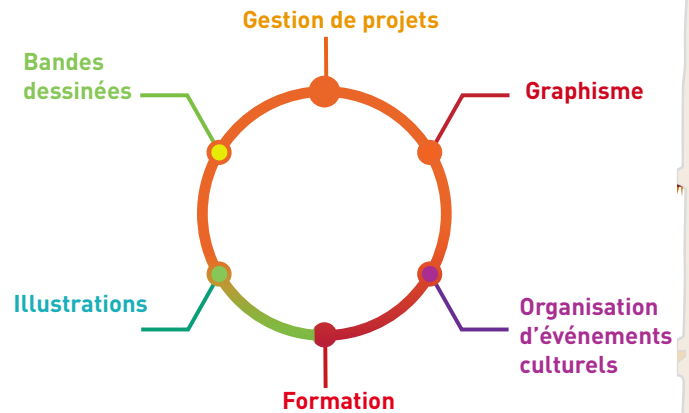 Gestion de projets
Bandes
dessinées
Graphisme
Illustrations
Organisation
d'événements
culturels
Formation